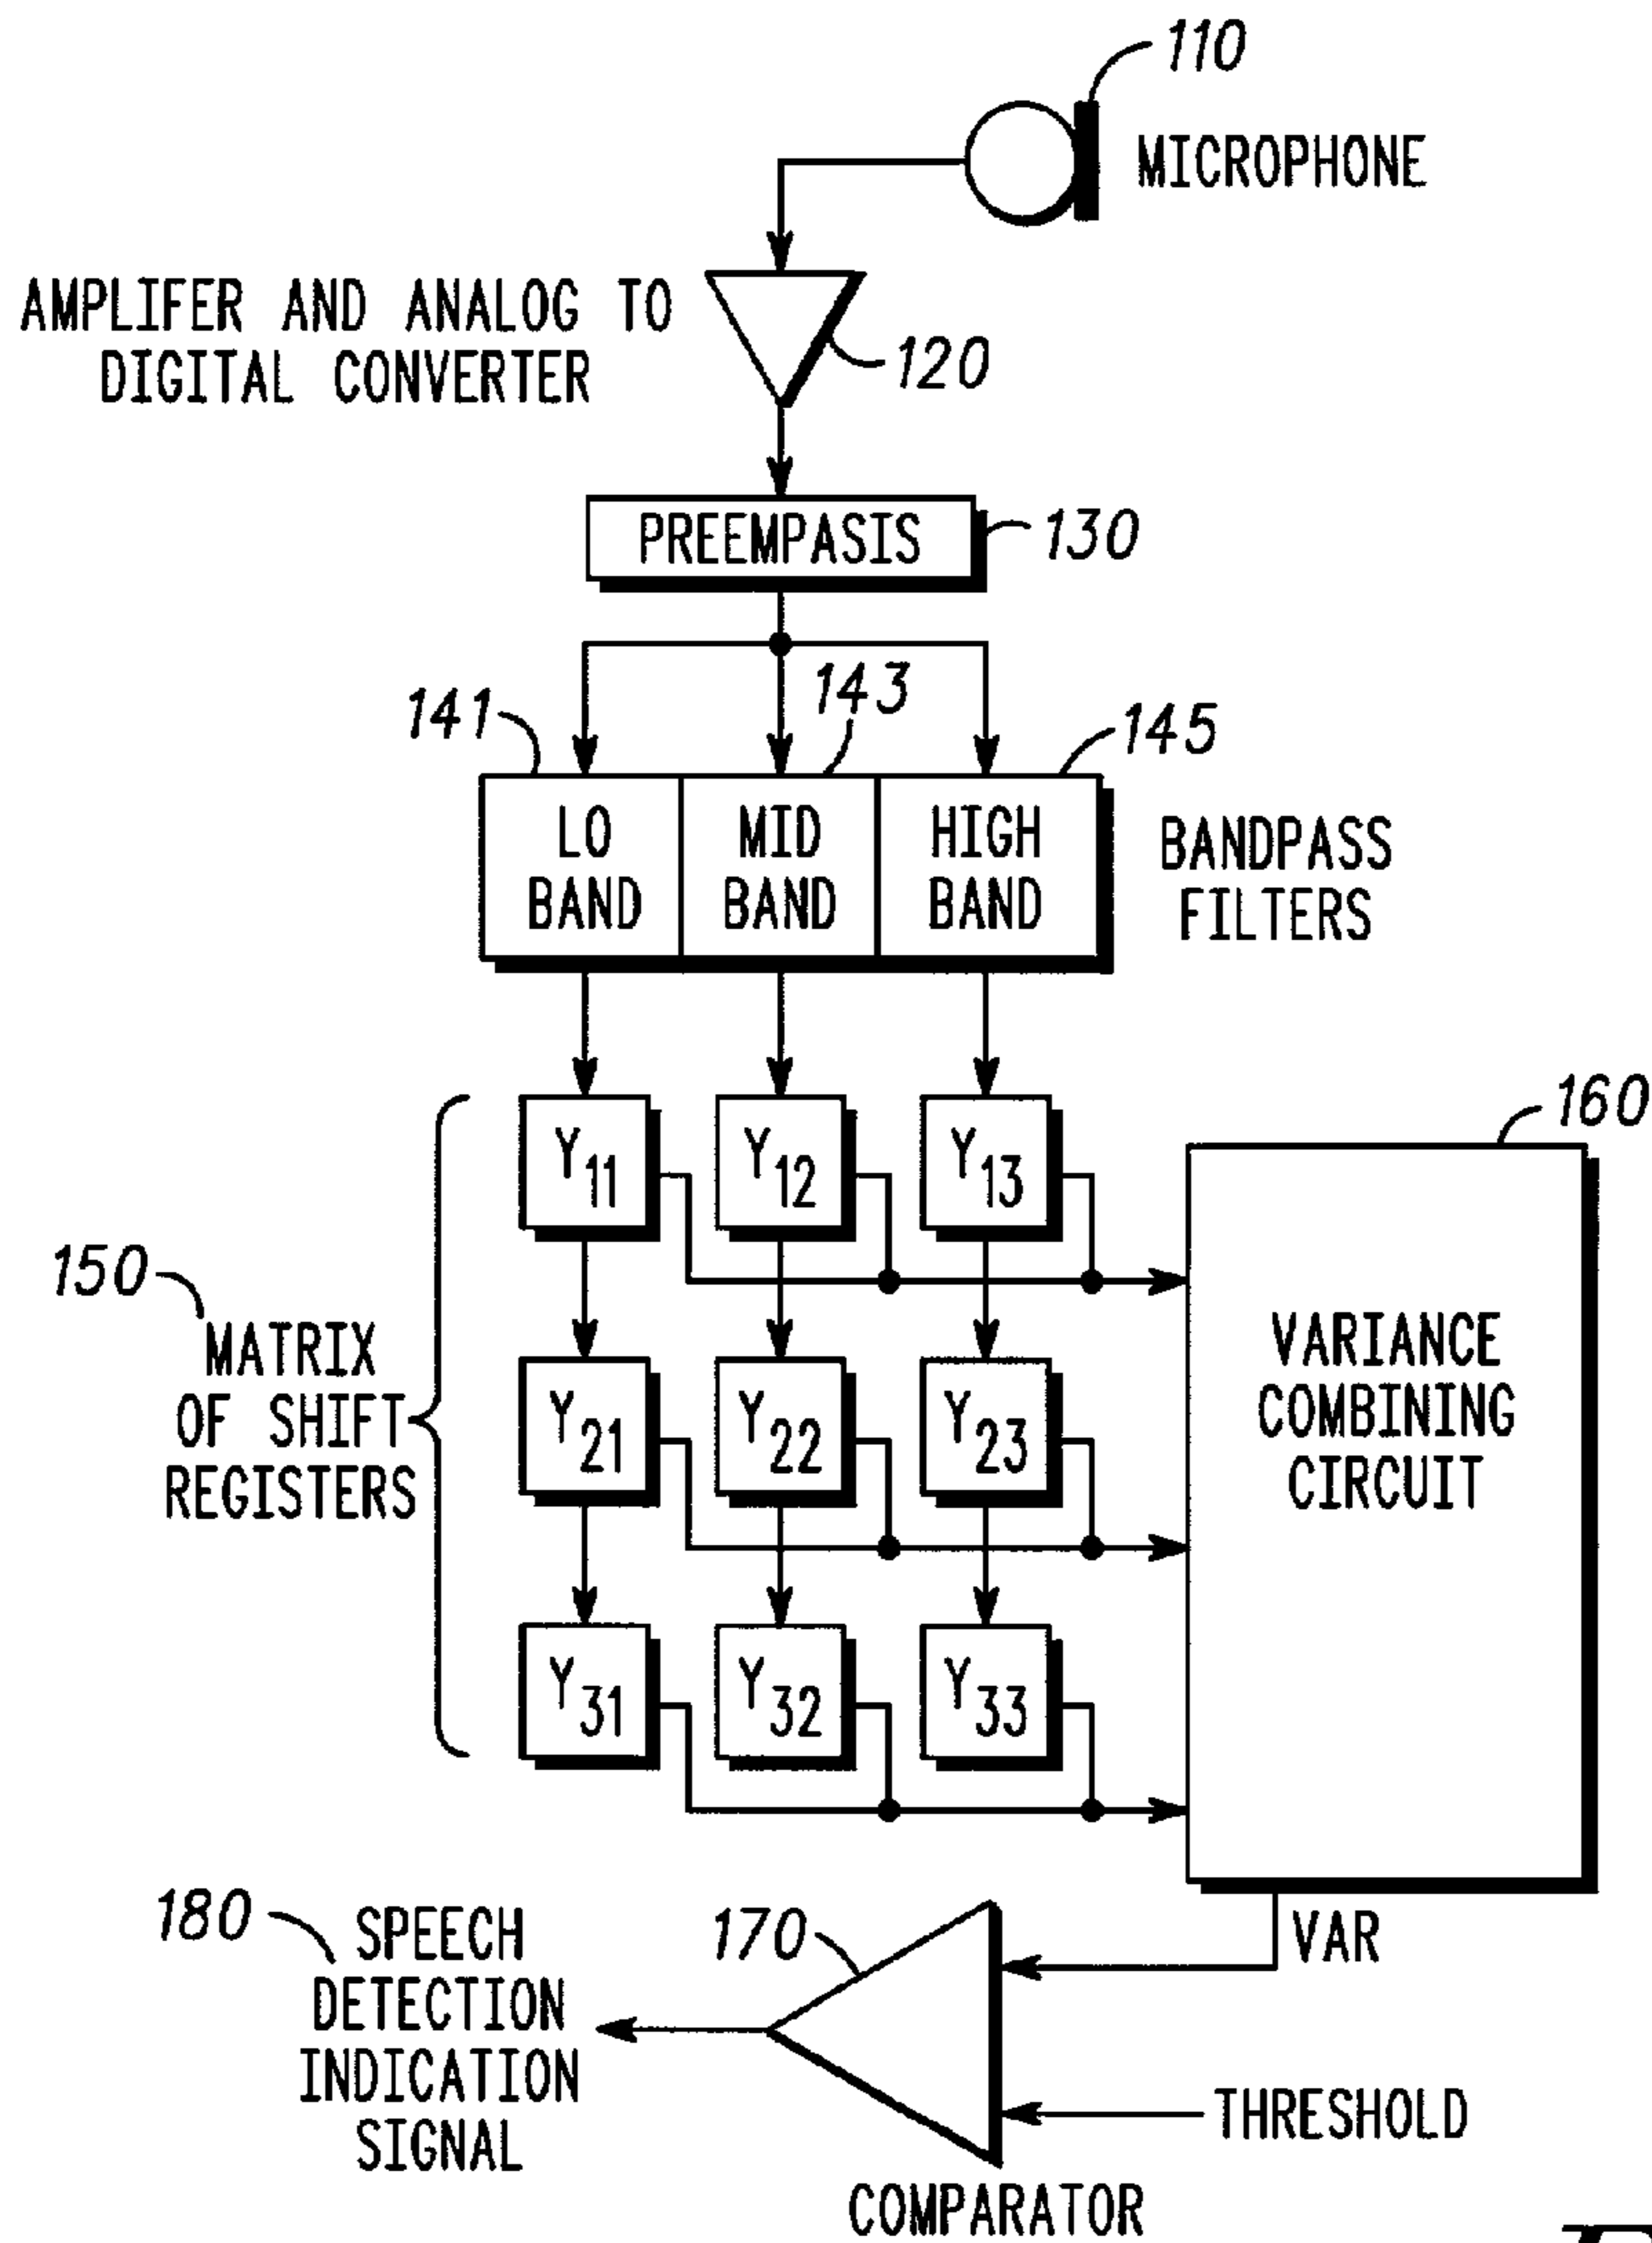 110
MICROPHONE
AMPLIFER AND ANALOG TO
DIGITAL CONVERTER
120
PREEMPASIS
130
141
143
145
LO
BAND
MID
BAND
HIGH
BAND
BANDPASS
FILTERS
Y11
Y12
Y13
160
150
MATRIX
OF SHIFT
REGISTERS
Y21
Y22
Y23
VARIANCE
COMBINING
CIRCUIT
Y31
Y32
Y33
180
SPEECH
DETECTION
INDICATION
SIGNAL
170
VAR
THRESHOLD
COMPARATOR